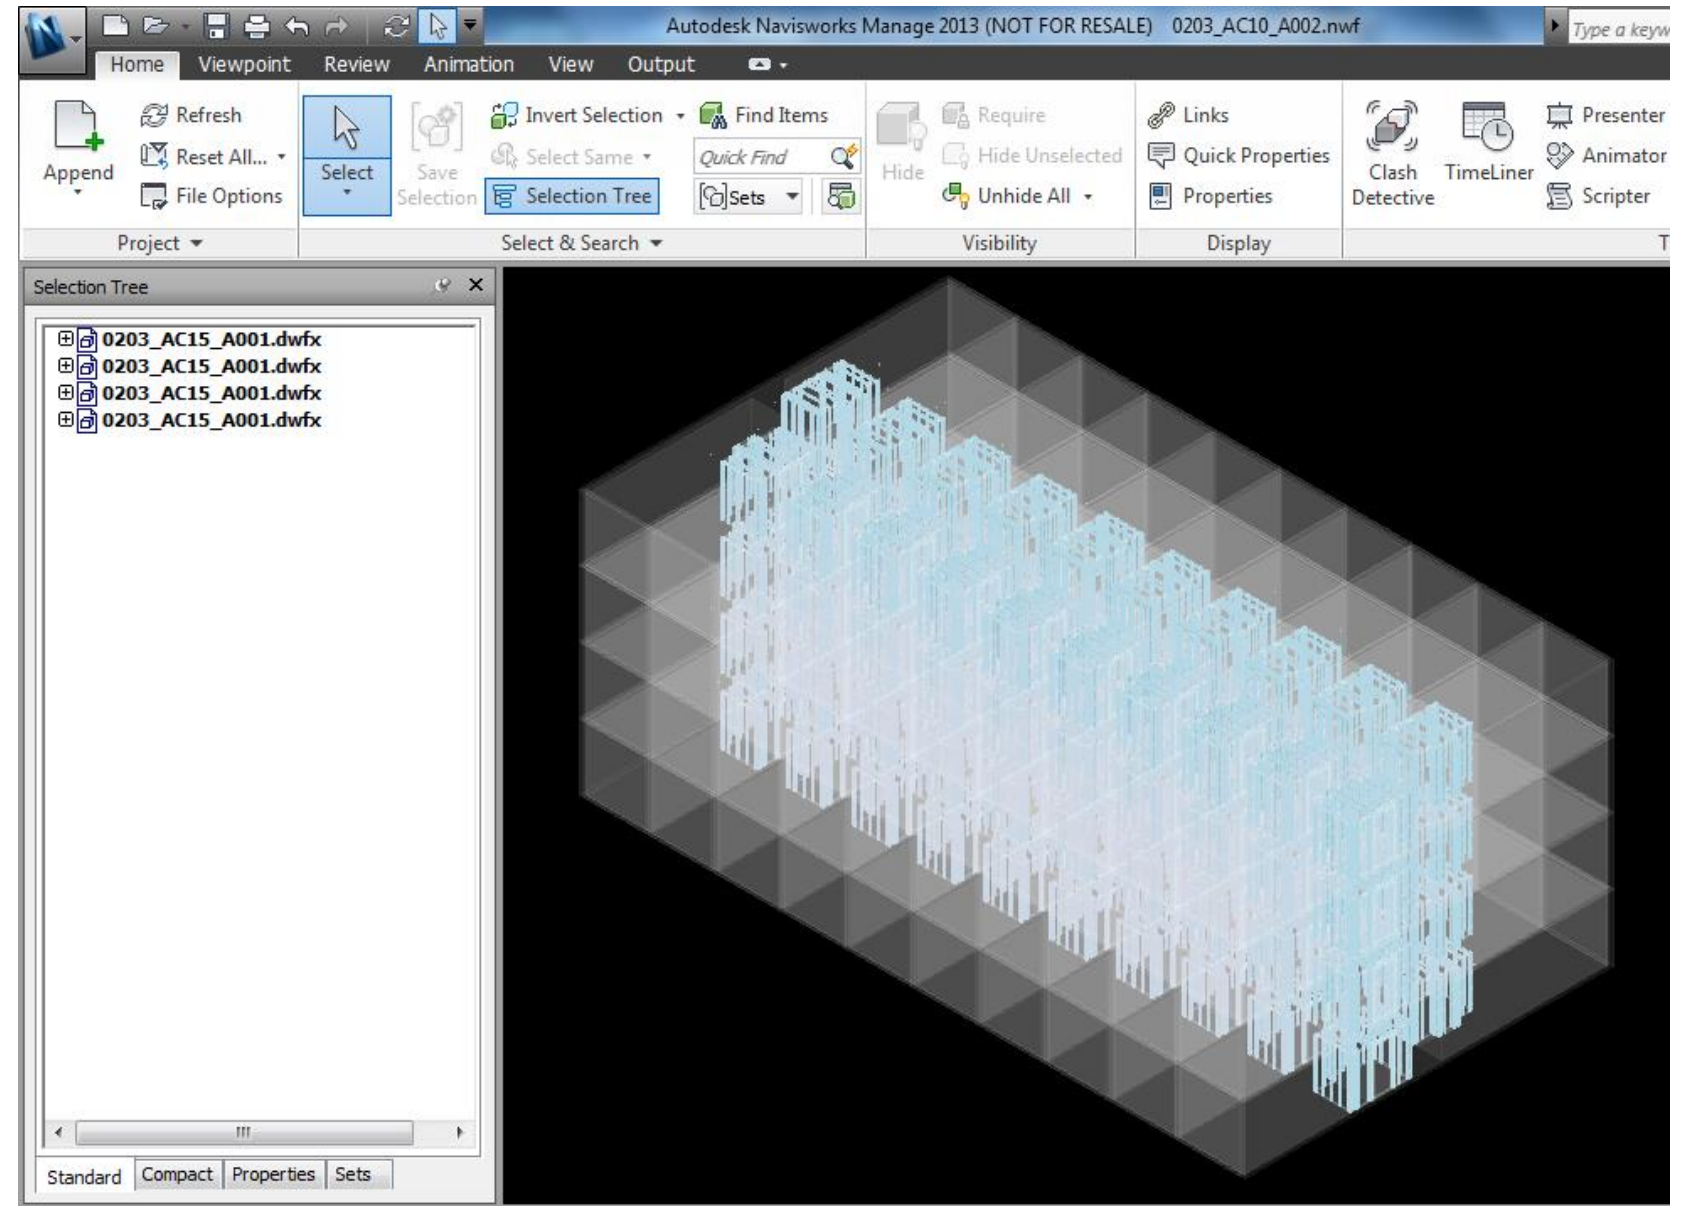 Autodesk Navisworks Manage 2013 (NOT FOR RESALE) 0203_AC10_A002.nwf
Type a keyw
Home Viewpoint Review Animation View Output
Append
Refresh
Reset All...
File Options
Select
Save
Selection
Invert Selection
Select Same
Selection Tree
Find Items
Quick Find
Sets
Hide
Require
Hide Unselected
Unhide All
Links
Quick Properties
Properties
Clash
Detective
TimeLiner
Presenter
Animator
Scripter
Project Select & Search Visibility Display T
Selection Tree
0203_AC15_A001.dwfx
0203_AC15_A001.dwfx
0203_AC15_A001.dwfx
0203_AC15_A001.dwfx
Standard Compact Properties Sets